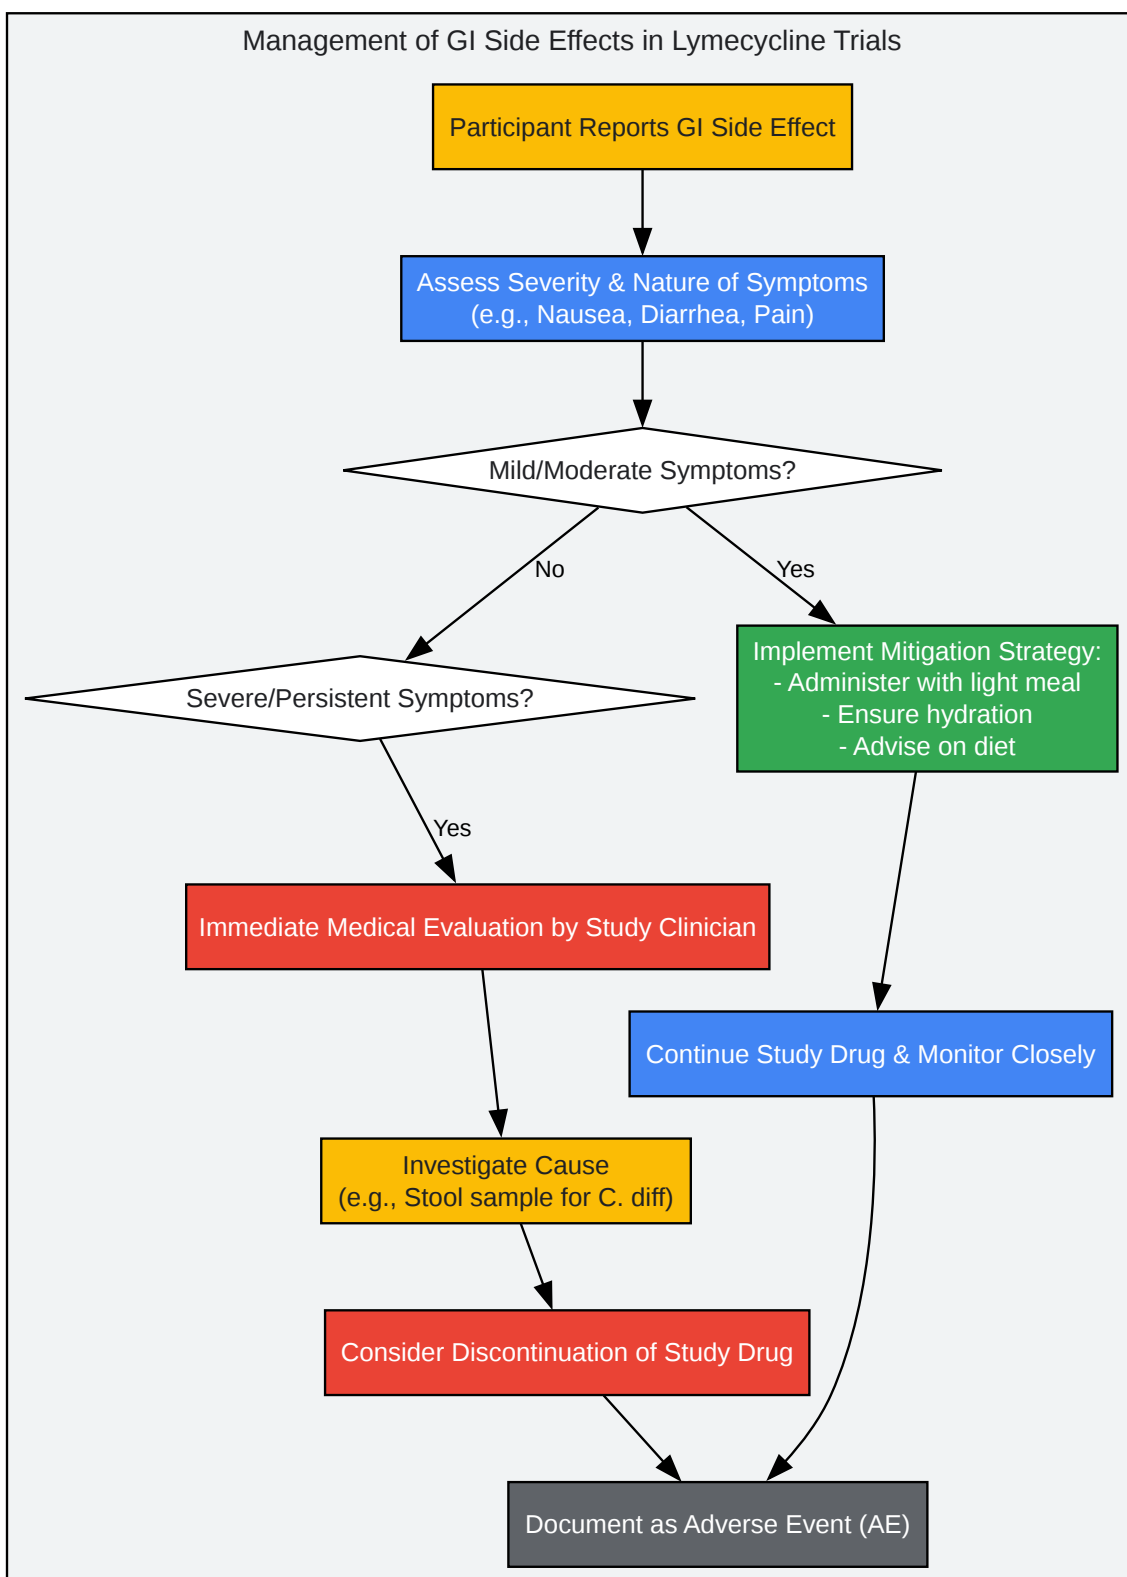 Management of GI Side Effects in Lymecycline Trials
Participant Reports GI Side Effect
Assess Severity & Nature of Symptoms
(e.g., Nausea, Diarrhea, Pain)
Mild/Moderate Symptoms?
No
Yes
Severe/Persistent Symptoms?
Implement Mitigation Strategy:
- Administer with light meal
- Ensure hydration
- Advise on diet
Yes
Immediate Medical Evaluation by Study Clinician
Continue Study Drug & Monitor Closely
Investigate Cause
(e.g., Stool sample for C. diff)
Consider Discontinuation of Study Drug
Document as Adverse Event (AE)